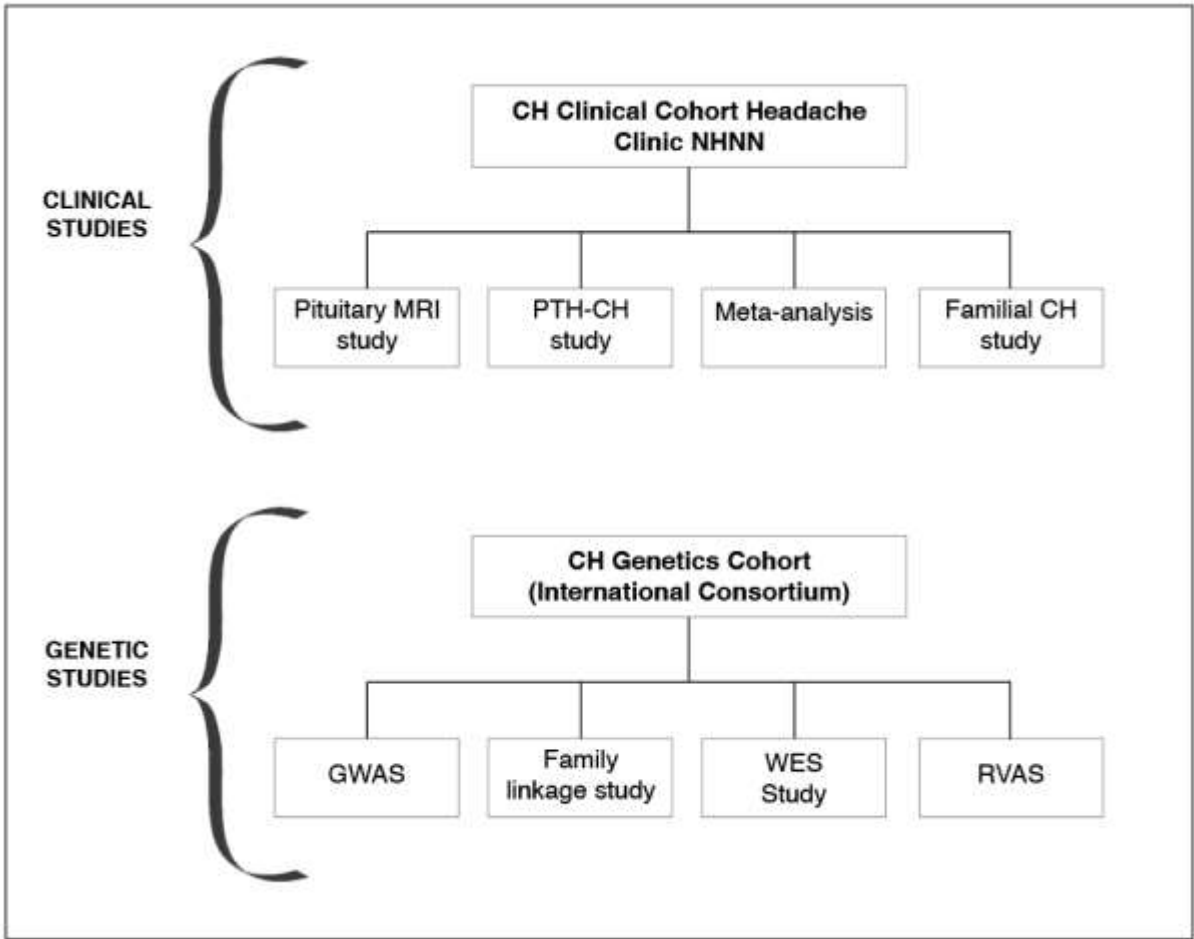 CLINICAL
STUDIES
CH Clinical Cohort Headache
Clinic NHNN
Pituitary MRI
study
PTH-CH
study
Meta-analysis
Familial CH
study
GENETIC
STUDIES
CH Genetics Cohort
(International Consortium)
GWAS
Family
linkage study
WES
Study
RVAS